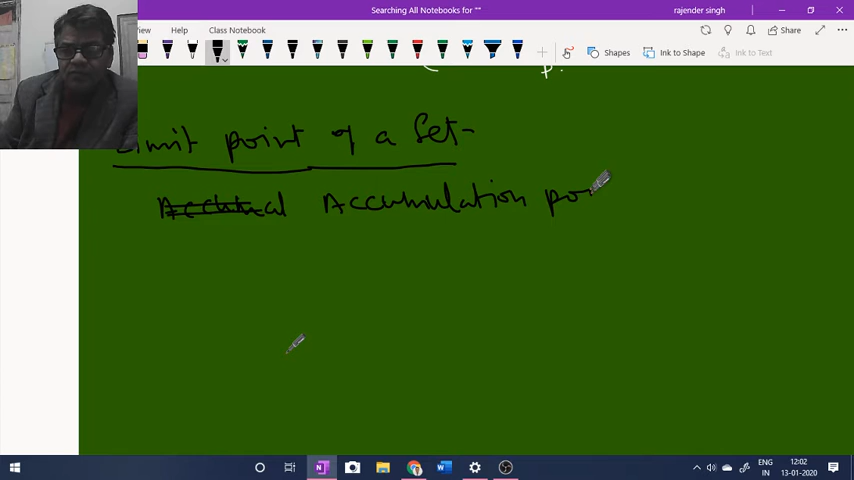 Searching All Notebooks for ""
rajender singh
View
Help
Class Notebook
Share
Shapes
Ink to Shape
Ink to Text
p.
Limit point of a Set-
Accumulation poi
ENG
IN
12:02
13-01-2020